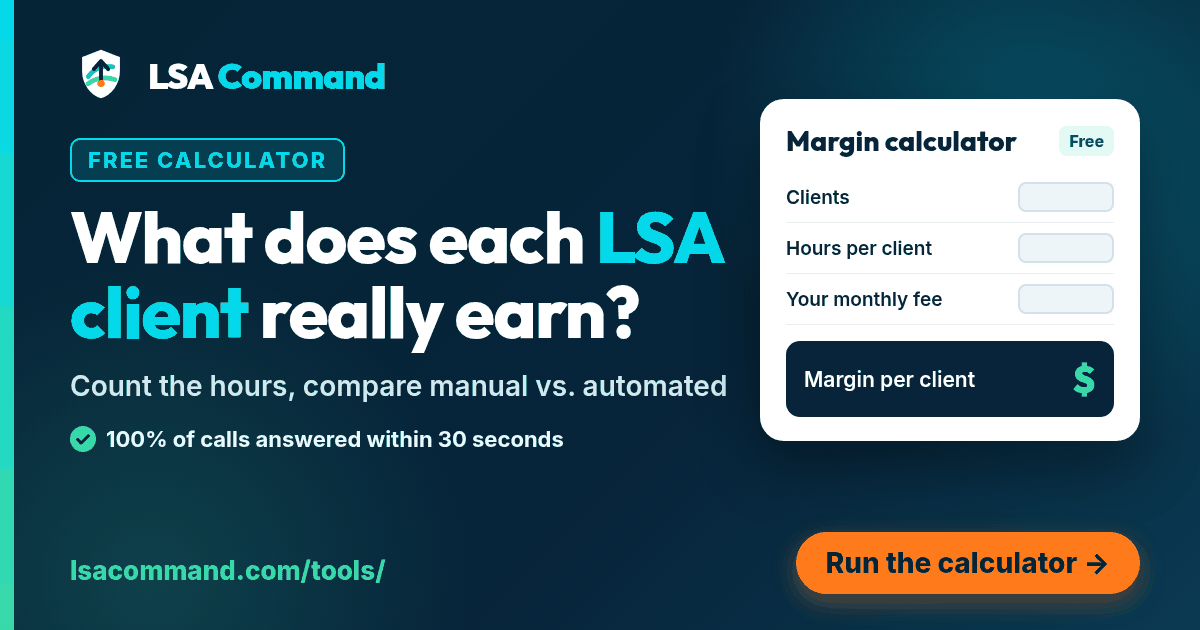 LSA Command
FREE CALCULATOR
What does each LSA
client really earn?
Count the hours, compare manual vs. automated
100% of calls answered within 30 seconds
lsacommand.com/tools/
Margin calculator
Free
Clients
Hours per client
Your monthly fee
Margin per client
$
Run the calculator →